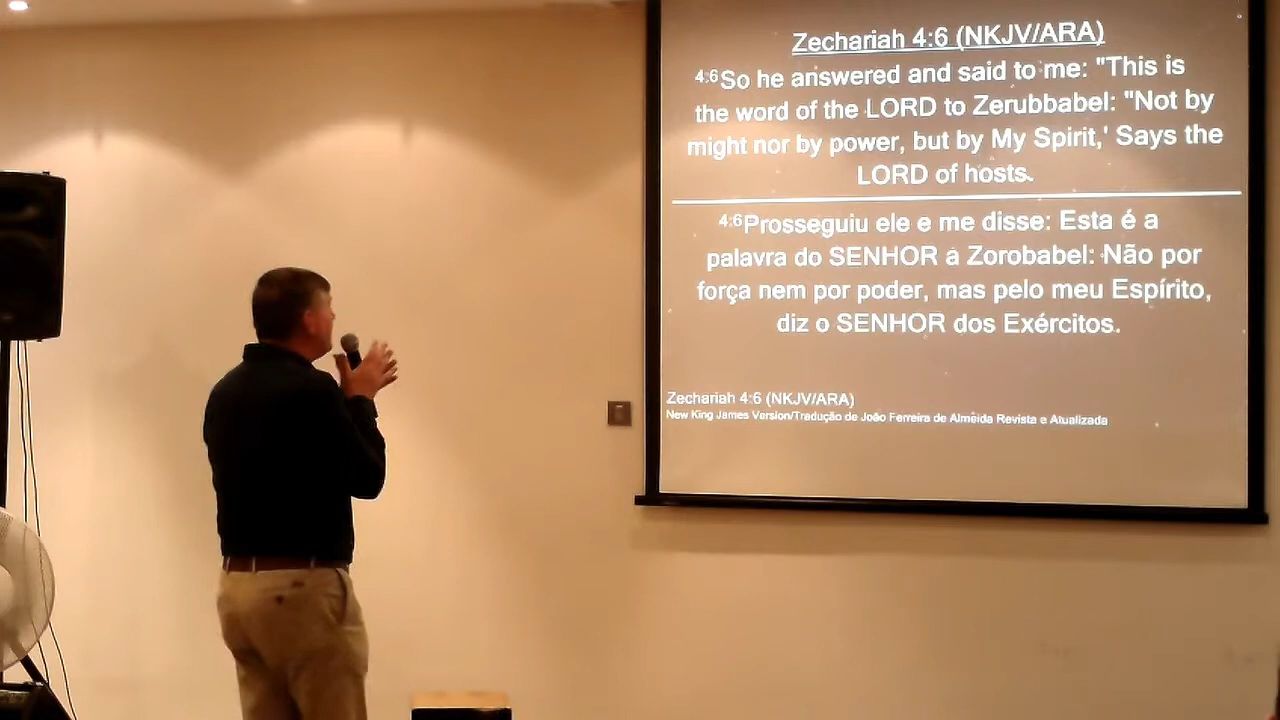 Zechariah 4:6 (NKJV/ARA)
4:6So he answered and said to me: "This is
the word of the LORD to Zerubbabel: "Not by
might nor by power, but by My Spirit,' Says the
LORD of hosts.
4:6Prosseguiu ele e me disse: Esta é a
palavra do SENHOR a Zorobabel: Não por
força nem por poder, mas pelo meu Espírito,
diz o SENHOR dos Exércitos.
Zechariah 4:6 (NKJV/ARA)
New King James Version/Tradução de João Ferreira de Almeida Revista e Atualizada